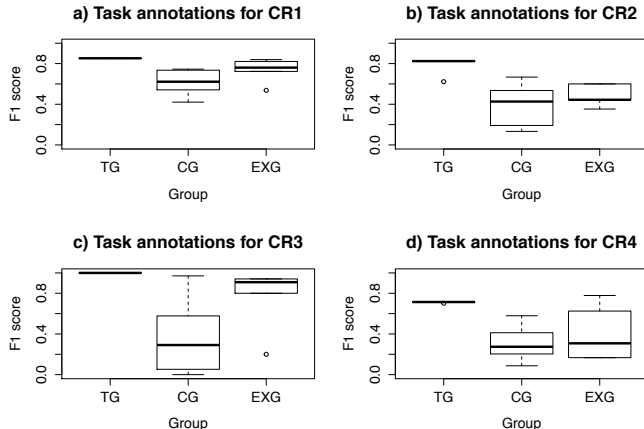 a) Task annotations for CR1
F1 score
0.0 0.4 0.8
TG CG EXG
Group
b) Task annotations for CR2
F1 score
0.0 0.4 0.8
TG CG EXG
Group
c) Task annotations for CR3
F1 score
0.0 0.4 0.8
TG CG EXG
Group
d) Task annotations for CR4
F1 score
0.0 0.4 0.8
TG CG EXG
Group